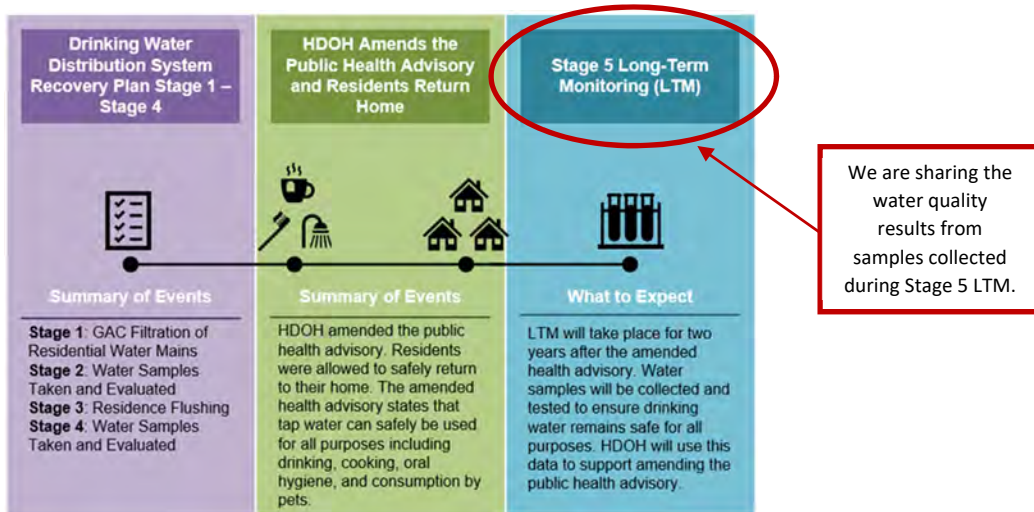 Drinking Water
Distribution System
Recovery Plan Stage 1 –
Stage 4
HDOH Amends the
Public Health Advisory
and Residents Return
Home
Stage 5 Long-Term
Monitoring (LTM)
We are sharing the
water quality
results from
samples collected
during Stage 5 LTM.
Summary of Events
Stage 1: GAC Filtration of
Residential Water Mains
Stage 2: Water Samples
Taken and Evaluated
Stage 3: Residence Flushing
Stage 4: Water Samples
Taken and Evaluated
Summary of Events
HDOH amended the public
health advisory. Residents
were allowed to safely return
to their home. The amended
health advisory states that
tap water can safely be used
for all purposes including
drinking, cooking, oral
hygiene, and consumption by
pets.
What to Expect
LTM will take place for two
years after the amended
health advisory. Water
samples will be collected and
tested to ensure drinking
water remains safe for all
purposes. HDOH will use this
data to support amending the
public health advisory.